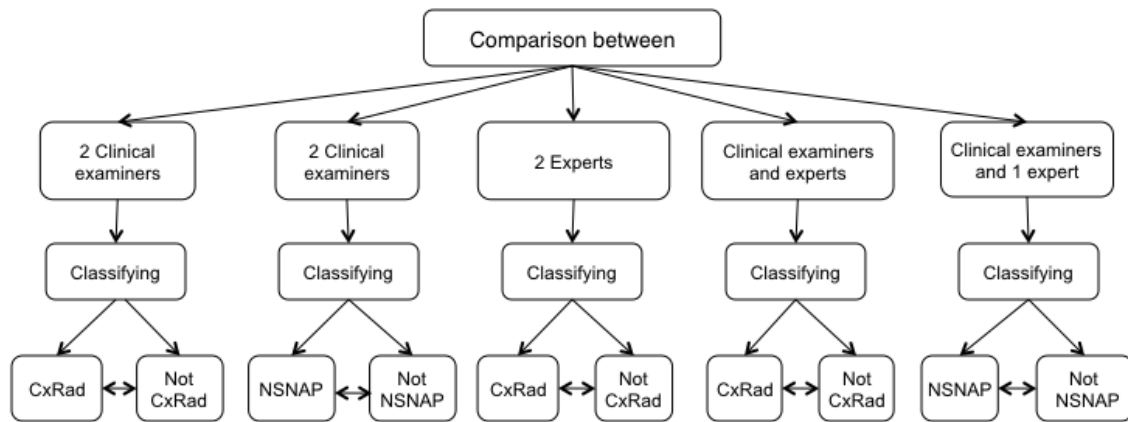 Comparison between
2 Clinical
examiners
2 Clinical
examiners
2 Experts
Clinical examiners
and experts
Clinical examiners
and 1 expert
Classifying
Classifying
Classifying
Classifying
Classifying
CxRad
Not
CxRad
NSNAP
Not
NSNAP
CxRad
Not
CxRad
CxRad
Not
CxRad
NSNAP
Not
NSNAP